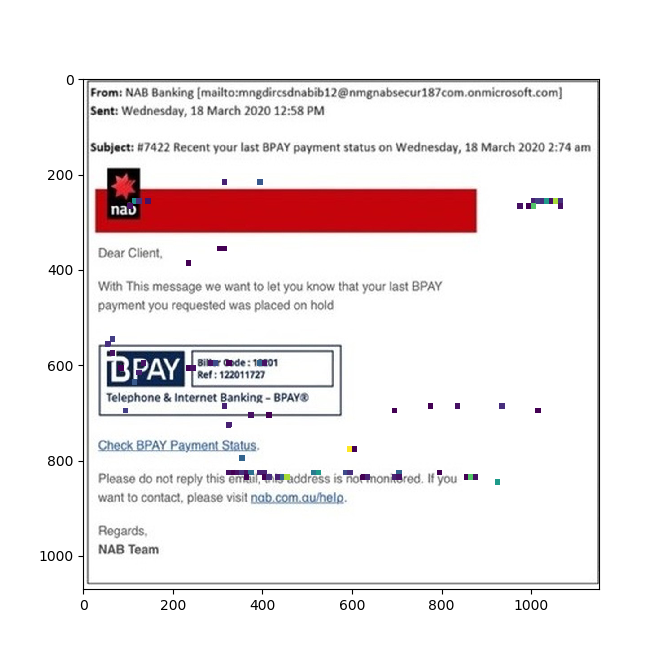 From: NAB Banking [mailto:mngdircsdnabib12@nmgnabsecur187com.onmicrosoft.com]
Sent: Wednesday, 18 March 2020 12:58 PM
Subject: #7422 Recent your last BPAY payment status on Wednesday, 18 March 2020 2:74 am
nab
Dear Client,
With This message we want to let you know that your last BPAY
payment you requested was placed on hold
BPAY
Code :
Ref : 122011727
Telephone & Internet Banking – BPAY®
Check BPAY Payment Status.
Please do not reply this email, this address is not monitored. If you
want to contact, please visit nab.com.au/help.
Regards,
NAB Team
0
200
400
600
800
1000
0 200 400 600 800 1000